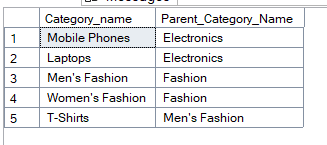 Messages
Category_name Parent_Category_Name
1 Mobile Phones Electronics
2 Laptops Electronics
3 Men's Fashion Fashion
4 Women's Fashion Fashion
5 T-Shirts Men's Fashion